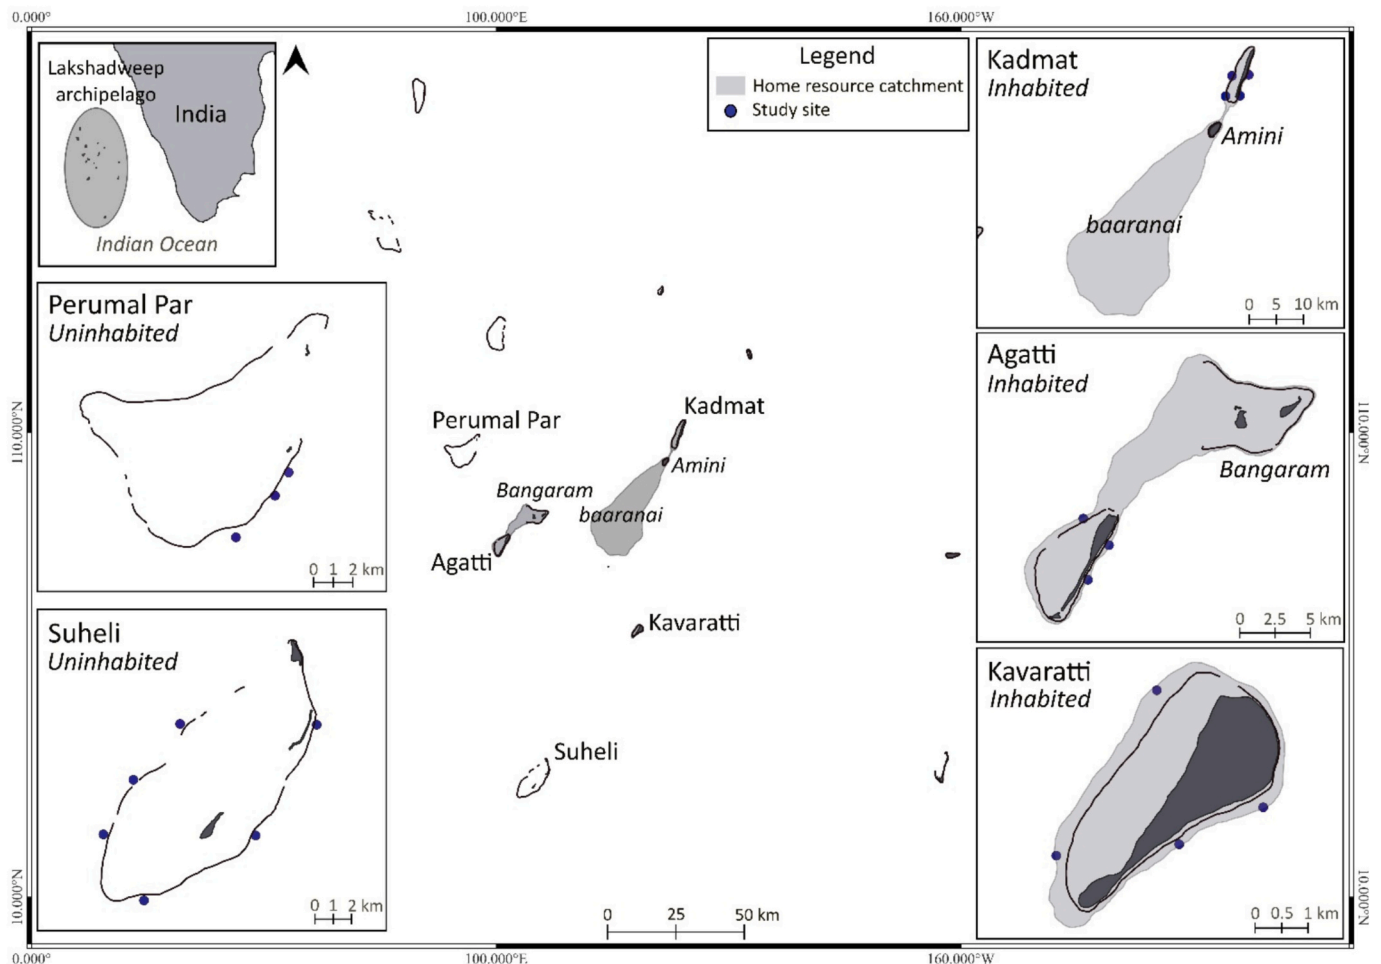 0.000°
100.000°E
160.000°W
Lakshadweep
archipelago
India
Indian Ocean
Legend
Home resource catchment
Study site
Kadmat
Inhabited
Amini
baaranai
0 5 10 km
Perumal Par
Uninhabited
0 1 2 km
110.000°N
110.000°N
Perumal Par
Kadmat
Amini
Bangaram
baaranai
Agatti
Kavaratti
Suheli
Agatti
Inhabited
Bangaram
0 2.5 5 km
Suheli
Uninhabited
0 1 2 km
Kavaratti
Inhabited
0 0.5 1 km
10.000°N
10.000°N
0 25 50 km
0.000°
100.000°E
160.000°W